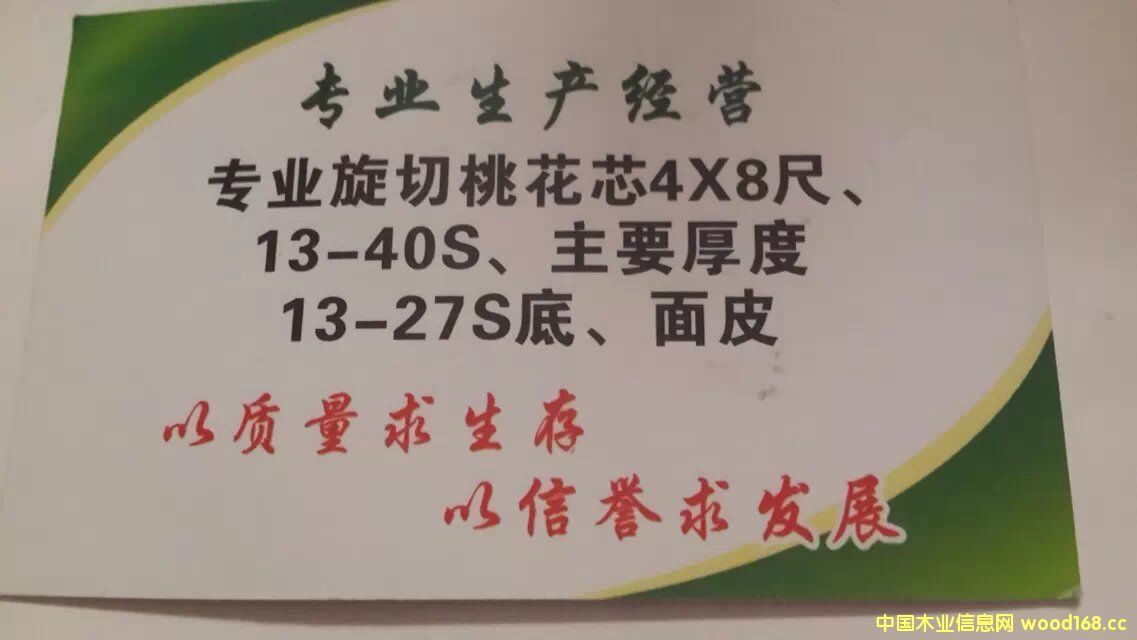 专业生产经营
专业旋切桃花芯4X8尺、
13-40S、主要厚度
13-27S底、面皮
以质量求生存
以信誉求发展
中国木业信息网 wood168.cc